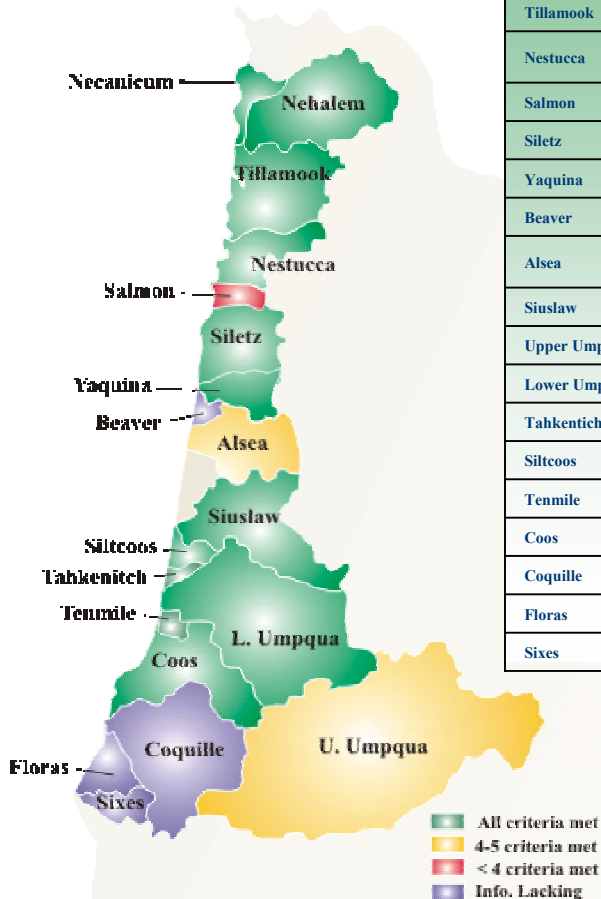 Necanicum
Nehalem
Tillamook
Nestucca
Salmon
Siletz
Yaquina
Beaver
Alsea
Siuslaw
Siltcoos
Tahkenitch
Tenmile
L. Umpqua
Coos
Coquille
U. Umpqua
Floras
Sixes
All criteria met
4-5 criteria met
< 4 criteria met
Info. Lacking
Tillamook
Nestucca
Salmon
Siletz
Yaquina
Beaver
Alsea
Siuslaw
Upper Ump
Lower Ump
Tahkentich
Siltcoos
Tenmile
Coos
Coquille
Floras
Sixes